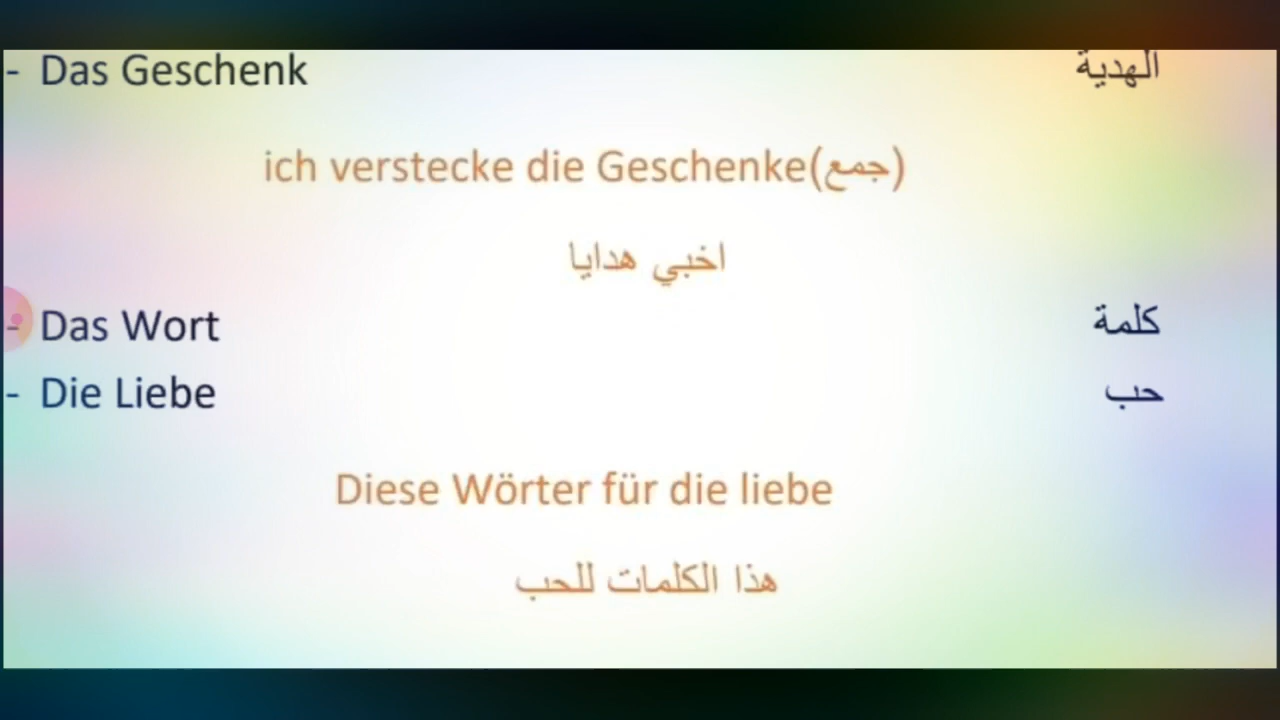 - Das Geschenk الهدية
ich verstecke die Geschenke(جمع)
اخبي هدايا
- Das Wort كلمة
- Die Liebe حب
Diese Wörter für die liebe
هذا الكلمات للحب